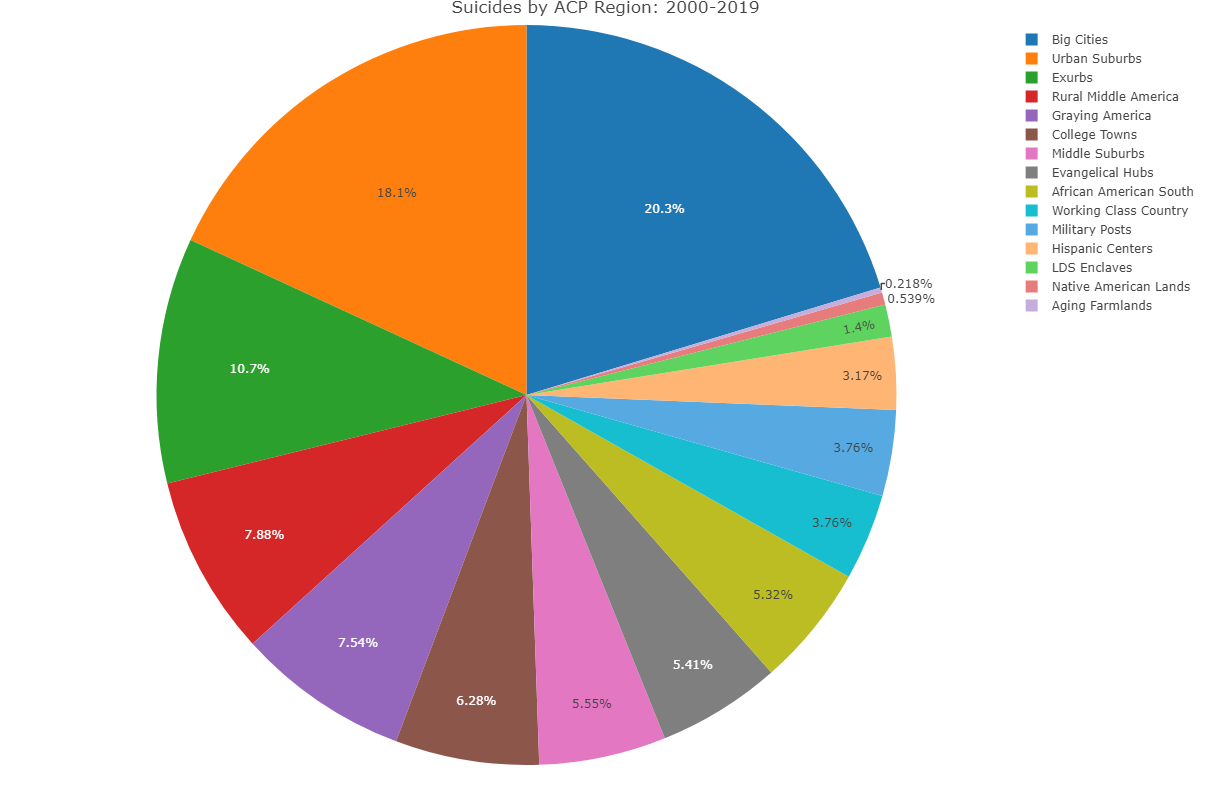 Suicides by ACP Region: 2000-2019
Big Cities
Urban Suburbs
Exurbs
Rural Middle America
Graying America
College Towns
Middle Suburbs
Evangelical Hubs
African American South
Working Class Country
Military Posts
Hispanic Centers
LDS Enclaves
Native American Lands
Aging Farmlands
20.3%
18.1%
10.7%
7.88%
7.54%
6.28%
5.55%
5.41%
5.32%
3.76%
3.76%
3.17%
1.4%
0.539%
0.218%